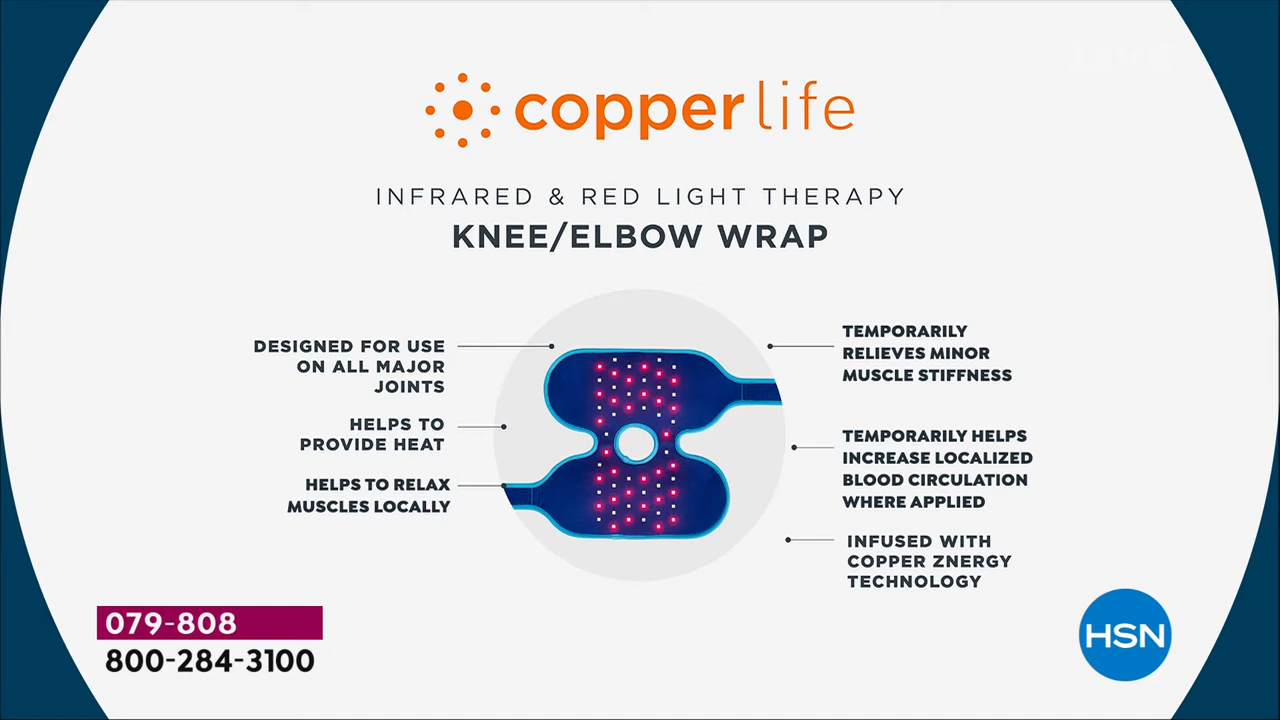 copperlife
INFRARED & RED LIGHT THERAPY
KNEE/ELBOW WRAP
DESIGNED FOR USE
ON ALL MAJOR
JOINTS
HELPS TO
PROVIDE HEAT
HELPS TO RELAX
MUSCLES LOCALLY
TEMPORARILY
RELIEVES MINOR
MUSCLE STIFFNESS
TEMPORARILY HELPS
INCREASE LOCALIZED
BLOOD CIRCULATION
WHERE APPLIED
INFUSED WITH
COPPER ZNERGY
TECHNOLOGY
079-808
800-284-3100
HSN